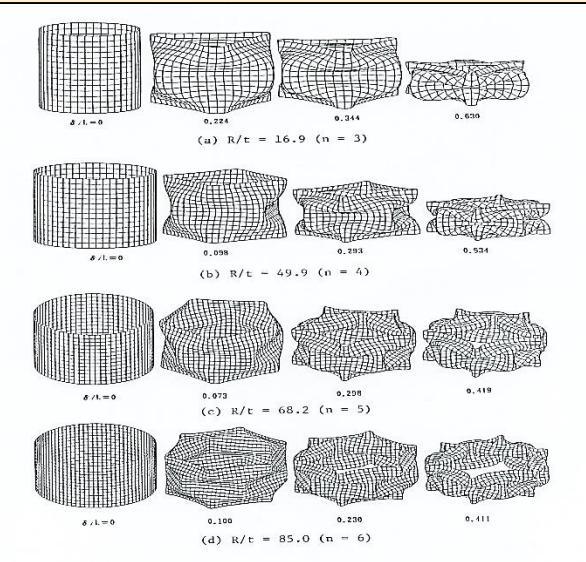 δ/L=0 0.224 0.344 0.630
(a) R/t = 16.9 (n = 3)
δ/L=0 0.098 0.293 0.534
(b) R/t - 49.9 (n = 4)
δ/L=0 0.073 0.298 0.419
(c) R/t = 68.2 (n = 5)
δ/L=0 0.100 0.230 0.411
(d) R/t = 85.0 (n = 6)